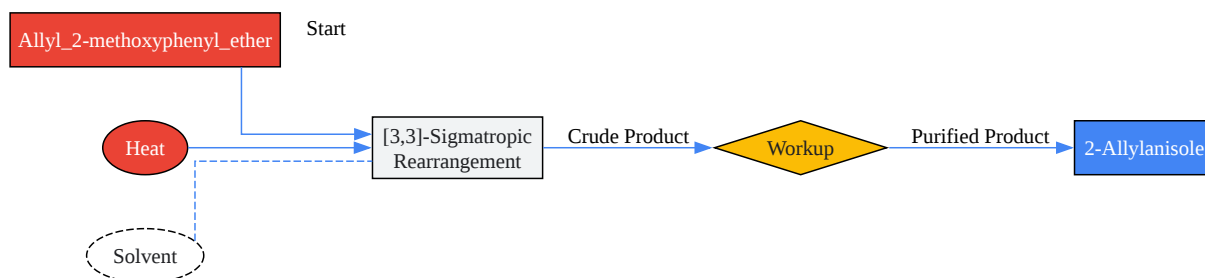 Allyl_2-methoxyphenyl_ether
Start
Heat
[3,3]-Sigmatropic
Rearrangement
Crude Product
Workup
Purified Product
2-Allylanisole
Solvent